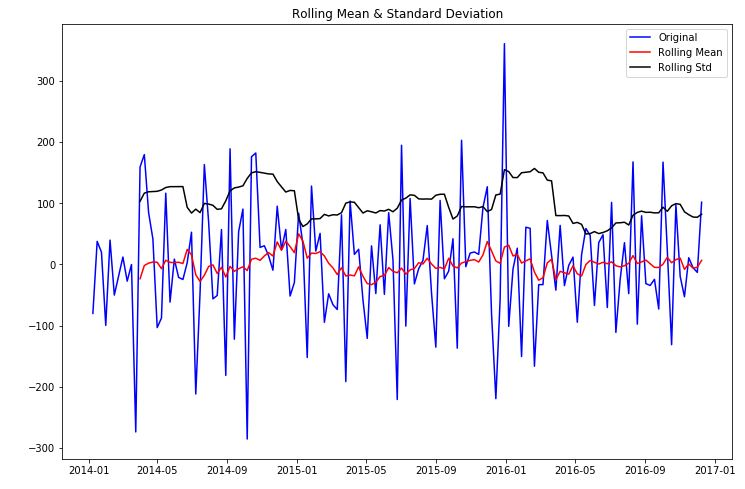 Rolling Mean & Standard Deviation
Original
Rolling Mean
Rolling Std
300
200
100
0
−100
−200
−300
2014-01 2014-05 2014-09 2015-01 2015-05 2015-09 2016-01 2016-05 2016-09 2017-01